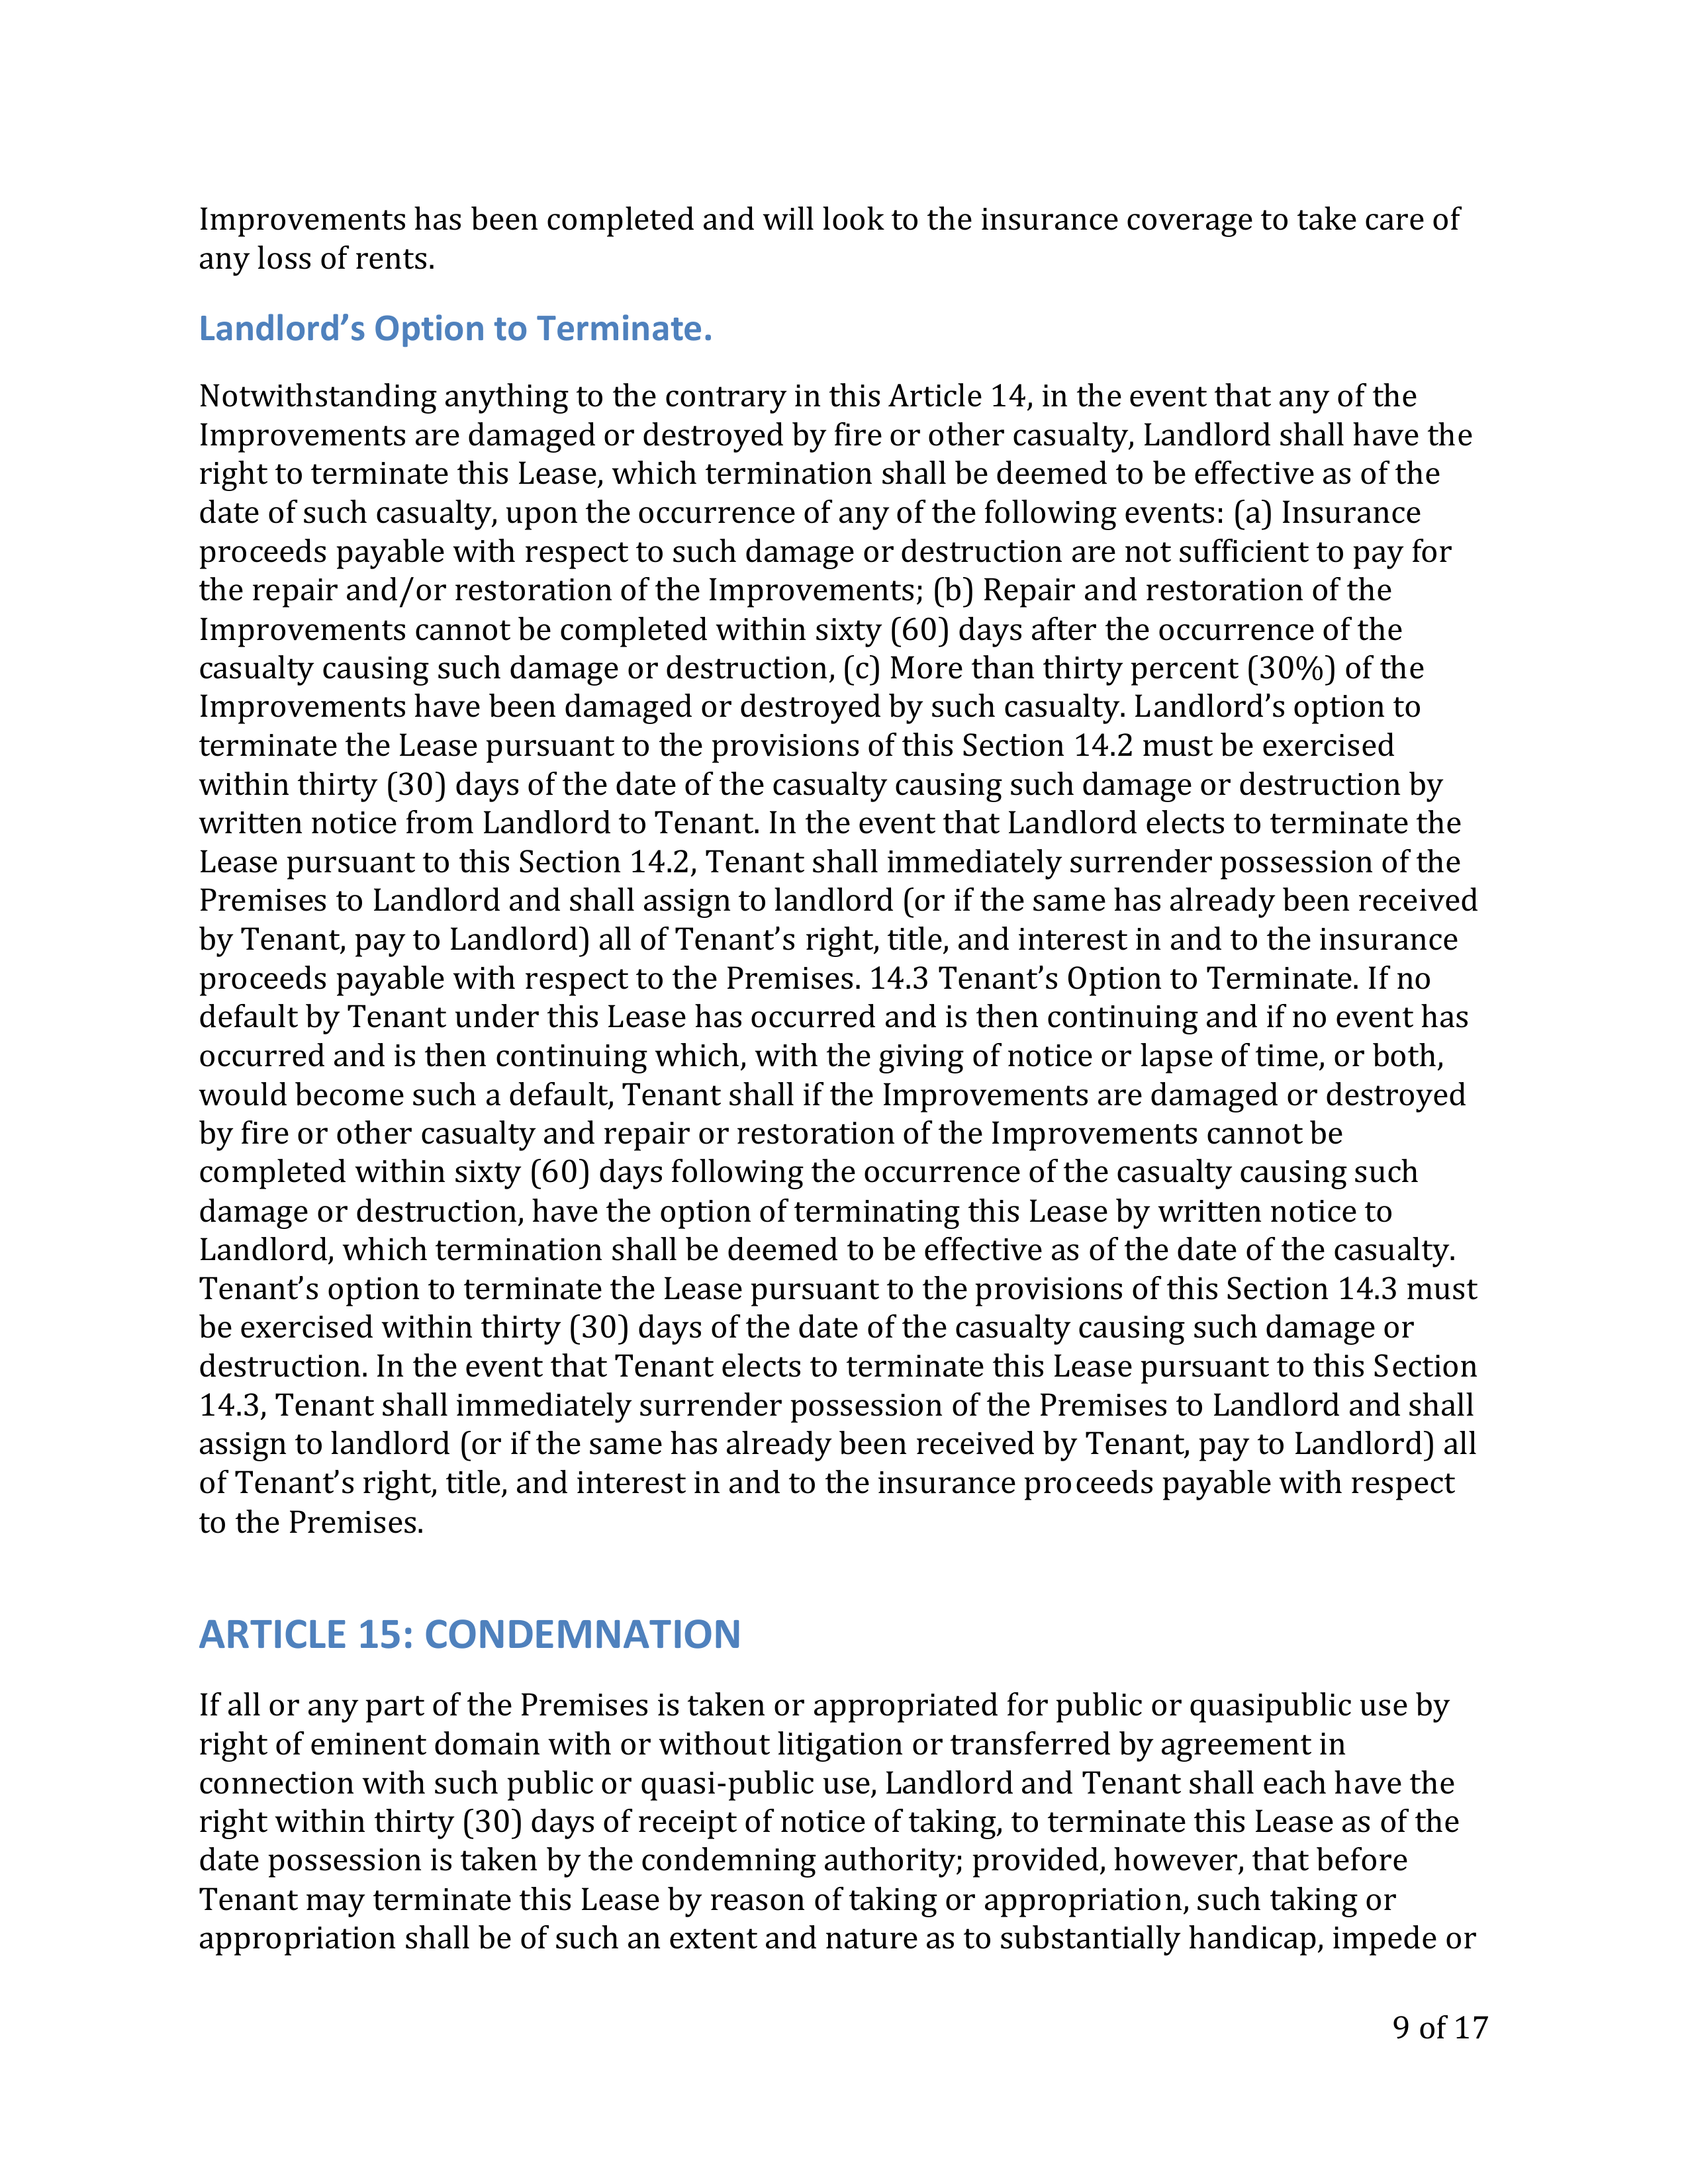 Improvements has been completed and will look to the insurance coverage to take care of
any loss of rents.
Landlord’s Option to Terminate.
Notwithstanding anything to the contrary in this Article 14, in the event that any of the
Improvements are damaged or destroyed by fire or other casualty, Landlord shall have the
right to terminate this Lease, which termination shall be deemed to be effective as of the
date of such casualty, upon the occurrence of any of the following events: (a) Insurance
proceeds payable with respect to such damage or destruction are not sufficient to pay for
the repair and/or restoration of the Improvements; (b) Repair and restoration of the
Improvements cannot be completed within sixty (60) days after the occurrence of the
casualty causing such damage or destruction, (c) More than thirty percent (30%) of the
Improvements have been damaged or destroyed by such casualty. Landlord’s option to
terminate the Lease pursuant to the provisions of this Section 14.2 must be exercised
within thirty (30) days of the date of the casualty causing such damage or destruction by
written notice from Landlord to Tenant. In the event that Landlord elects to terminate the
Lease pursuant to this Section 14.2, Tenant shall immediately surrender possession of the
Premises to Landlord and shall assign to landlord (or if the same has already been received
by Tenant, pay to Landlord) all of Tenant’s right, title, and interest in and to the insurance
proceeds payable with respect to the Premises. 14.3 Tenant’s Option to Terminate. If no
default by Tenant under this Lease has occurred and is then continuing and if no event has
occurred and is then continuing which, with the giving of notice or lapse of time, or both,
would become such a default, Tenant shall if the Improvements are damaged or destroyed
by fire or other casualty and repair or restoration of the Improvements cannot be
completed within sixty (60) days following the occurrence of the casualty causing such
damage or destruction, have the option of terminating this Lease by written notice to
Landlord, which termination shall be deemed to be effective as of the date of the casualty.
Tenant’s option to terminate the Lease pursuant to the provisions of this Section 14.3 must
be exercised within thirty (30) days of the date of the casualty causing such damage or
destruction. In the event that Tenant elects to terminate this Lease pursuant to this Section
14.3, Tenant shall immediately surrender possession of the Premises to Landlord and shall
assign to landlord (or if the same has already been received by Tenant, pay to Landlord) all
of Tenant’s right, title, and interest in and to the insurance proceeds payable with respect
to the Premises.
ARTICLE 15: CONDEMNATION
If all or any part of the Premises is taken or appropriated for public or quasipublic use by
right of eminent domain with or without litigation or transferred by agreement in
connection with such public or quasi-public use, Landlord and Tenant shall each have the
right within thirty (30) days of receipt of notice of taking, to terminate this Lease as of the
date possession is taken by the condemning authority; provided, however, that before
Tenant may terminate this Lease by reason of taking or appropriation, such taking or
appropriation shall be of such an extent and nature as to substantially handicap, impede or
9 of 17